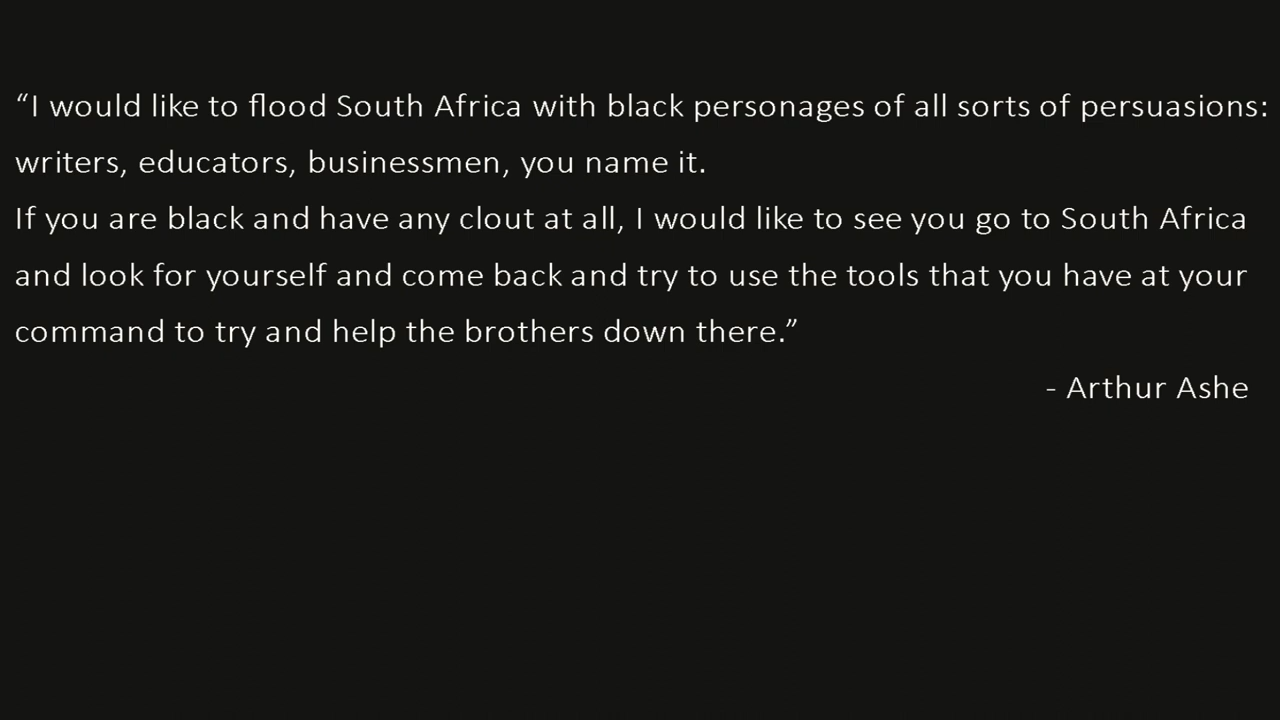 “I would like to flood South Africa with black personages of all sorts of persuasions:
writers, educators, businessmen, you name it.
If you are black and have any clout at all, I would like to see you go to South Africa
and look for yourself and come back and try to use the tools that you have at your
command to try and help the brothers down there.”
- Arthur Ashe